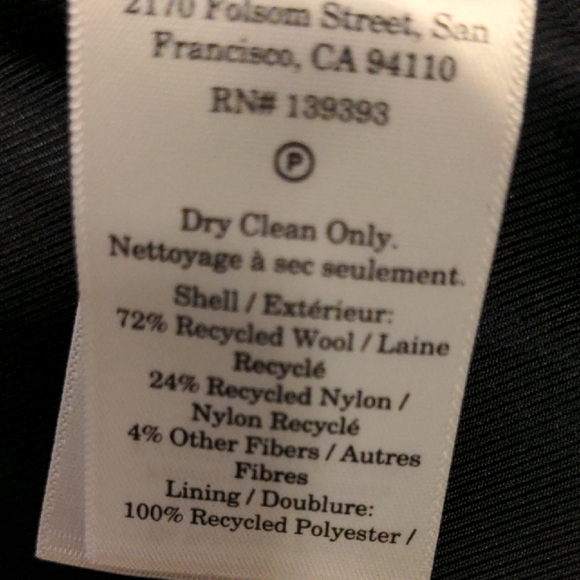 2170 Folsom Street, San
Francisco, CA 94110
RN# 139393
P
Dry Clean Only.
Nettoyage à sec seulement.
Shell / Extérieur:
72% Recycled Wool / Laine
Recyclé
24% Recycled Nylon /
Nylon Recyclé
4% Other Fibers / Autres
Fibres
Lining / Doublure:
100% Recycled Polyester /